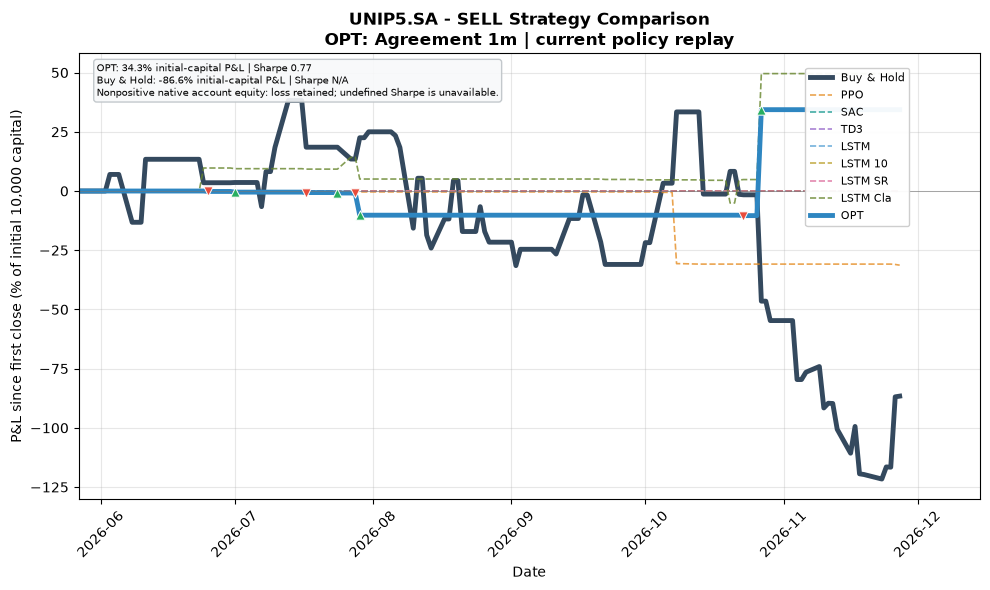 UNIP5.SA - SELL Strategy Comparison
OPT: Agreement 1m | current policy replay
OPT: 34.3% initial-capital P&L | Sharpe 0.77
Buy & Hold: -86.6% initial-capital P&L | Sharpe N/A
Nonpositive native account equity: loss retained; undefined Sharpe is unavailable.
Buy & Hold
PPO
SAC
TD3
LSTM
LSTM 10
LSTM SR
LSTM Cla
OPT
P&L since first close (% of initial 10,000 capital)
50
25
0
−25
−50
−75
−100
−125
2026-06
2026-07
2026-08
2026-09
2026-10
2026-11
2026-12
Date